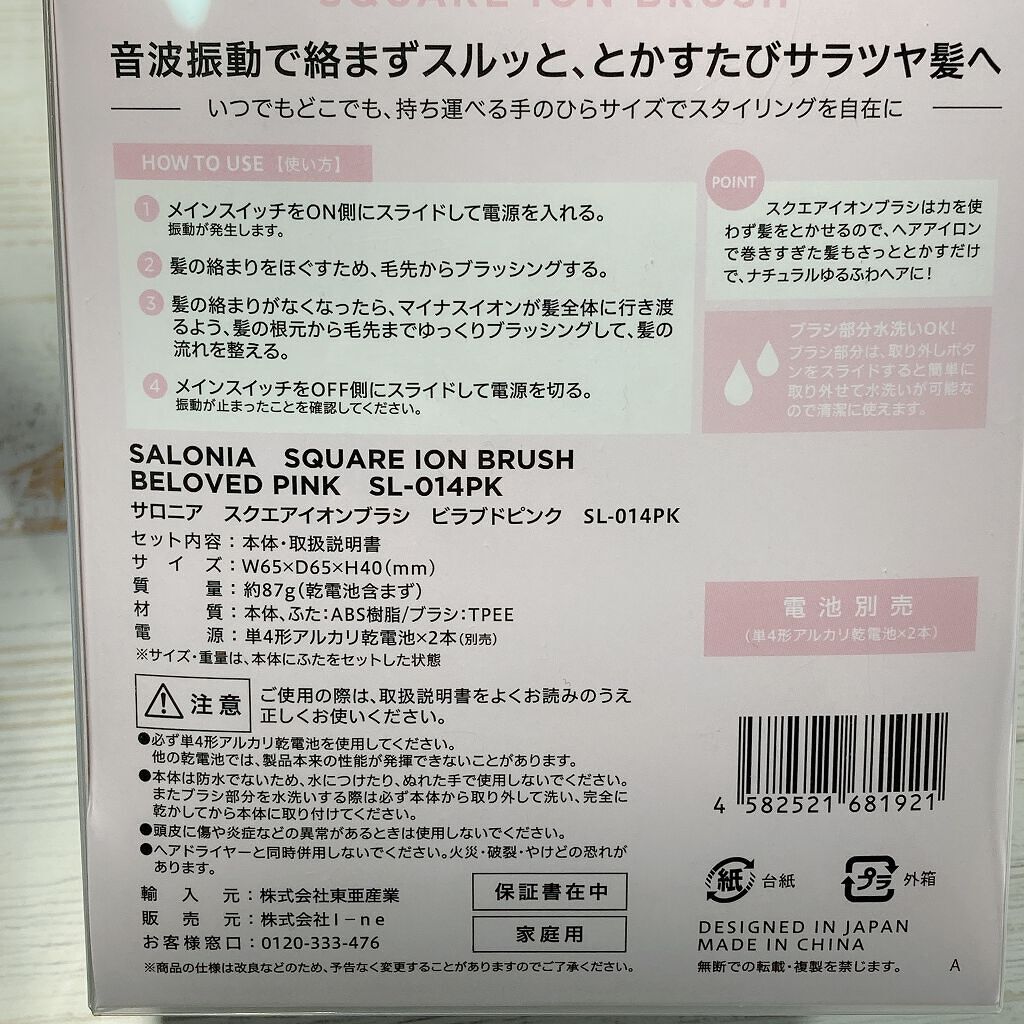 SQUARE ION BRUSH
音波振動で絡まずスルッと、とかすたびサラツヤ髪へ
いつでもどこでも、持ち運べる手のひらサイズでスタイリングを自在に
HOW TO USE 【使い方】
1 メインスイッチをON側にスライドして電源を入れる。
振動が発生します。
2 髪の絡まりをほぐすため、毛先からブラッシングする。
3 髪の絡まりがなくなったら、マイナスイオンが髪全体に行き渡
るよう、髪の根元から毛先までゆっくりブラッシングして、髪の
流れを整える。
4 メインスイッチをOFF側にスライドして電源を切る。
振動が止まったことを確認してください。
POINT
スクエアイオンブラシは力を使
わず髪をとかせるので、ヘアアイロン
で巻きすぎた髪もさっととかすだけ
で、ナチュラルゆるふわヘアに!
ブラシ部分水洗いOK!
ブラシ部分は、取り外しボタ
ンをスライドすると簡単に
取り外せて水洗いが可能な
ので清潔に使えます。
SALONIA SQUARE ION BRUSH
BELOVED PINK SL-014PK
サロニア スクエアイオンブラシ ビラブドピンク SL-014PK
セット内容:本体・取扱説明書
サイズ:W65×D65×H40(mm)
質量:約87g(乾電池含まず)
材質:本体、ふた:ABS樹脂/ブラシ:TPEE
電源:単4形アルカリ乾電池×2本(別売)
※サイズ・重量は、本体にふたをセットした状態
電池別売
(単4形アルカリ乾電池×2本)
注意 ご使用の際は、取扱説明書をよくお読みのうえ
正しくお使いください。
●必ず単4形アルカリ乾電池を使用してください。
他の乾電池では、製品本来の性能が発揮できないことがあります。
●本体は防水でないため、水につけたり、ぬれた手で使用しないでください。
またブラシ部分を水洗いする際は必ず本体から取り外して洗い、完全に
乾かしてから本体に取り付けてください。
●頭皮に傷や炎症などの異常があるときは使用しないでください。
●ヘアドライヤーと同時併用しないでください。火災・破裂・やけどの恐れが
あります。
輸入元:株式会社東亜産業
販売元:株式会社I-ne
お客様窓口:0120-333-476
保証書在中
家庭用
※商品の仕様は改良などのため、予告なく変更することがありますのでご了承ください。
4 582521 681921
紙 台紙
プラ 外箱
DESIGNED IN JAPAN
MADE IN CHINA
無断での転載・複製を禁じます。 A